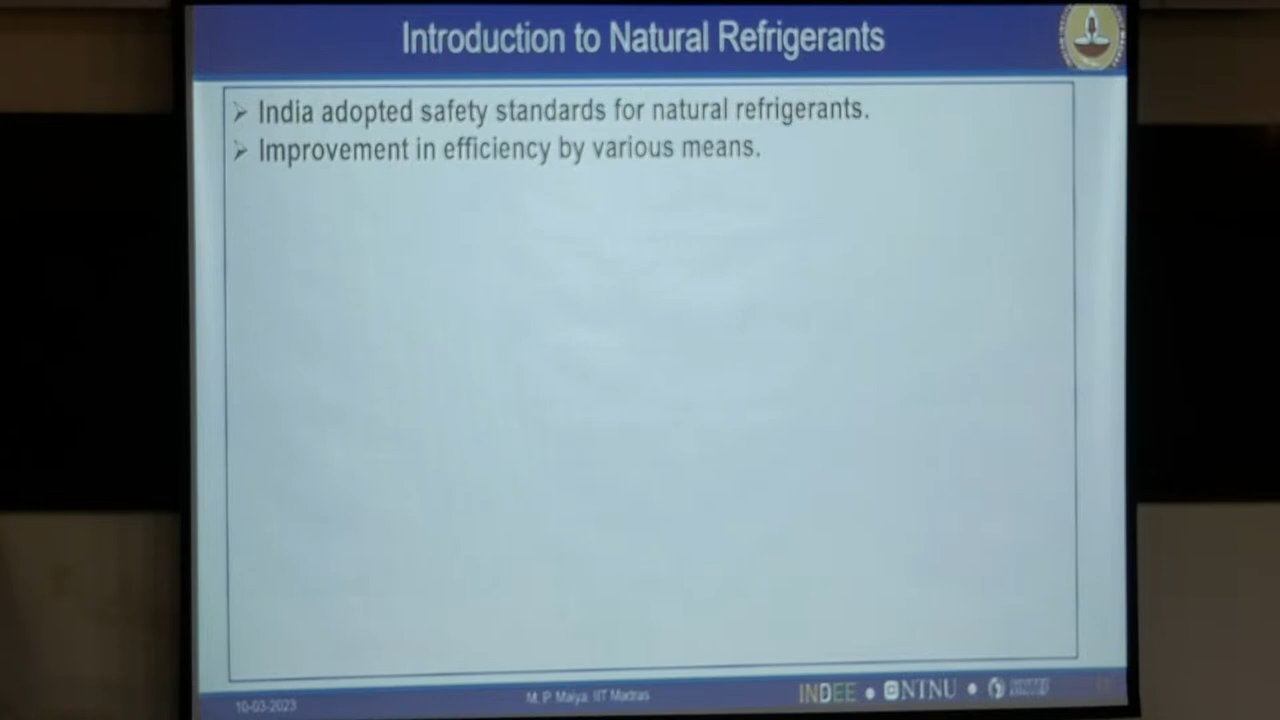 Introduction to Natural Refrigerants
➢ India adopted safety standards for natural refrigerants.
➢ Improvement in efficiency by various means.
10-03-2023
M. P. Maiya IIT Madras
INDEE • NTNU •